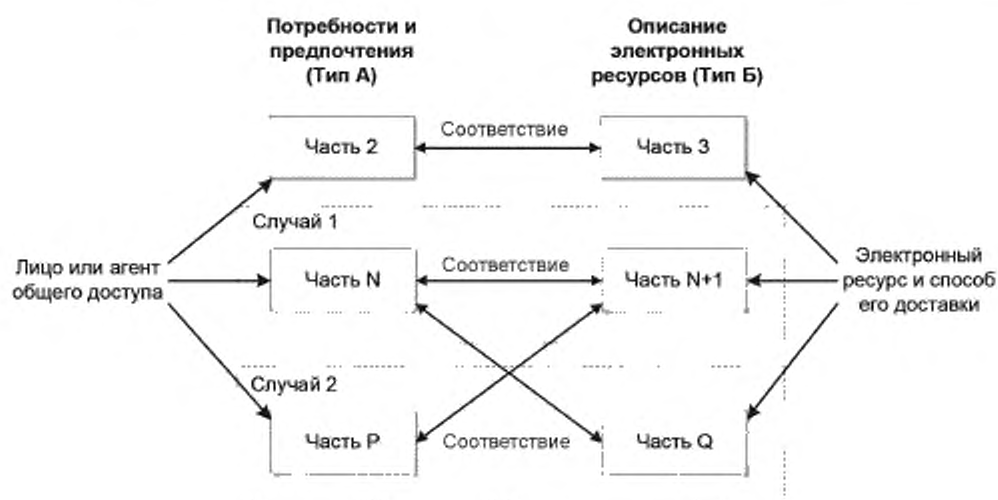 Потребности и
предпочтения
(Тип А)
Описание
электронных
ресурсов (Тип Б)
Часть 2
Соответствие
Часть 3
Случай 1
Лицо или агент
общего доступа
Часть N
Соответствие
Часть N+1
Электронный
ресурс и способ
его доставки
Случай 2
Часть P
Соответствие
Часть Q